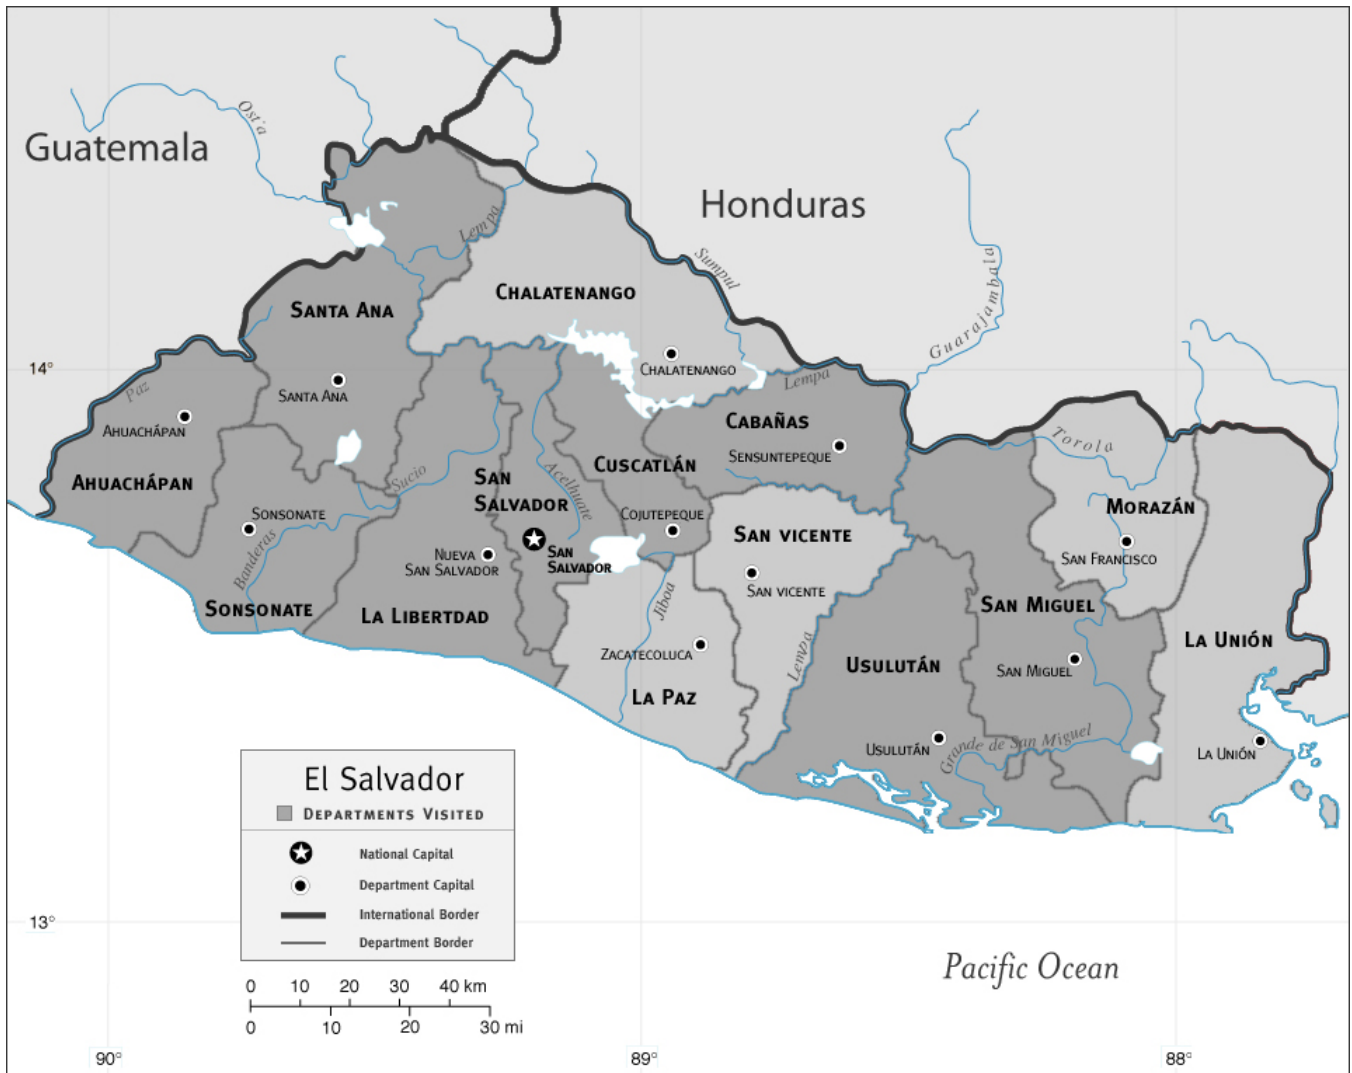 Guatemala
Ost'a
Honduras
Lempa
Sumpul
Guarajambala
SANTA ANA
CHALATENANGO
14°
CHALATENANGO
Paz
SANTA ANA
Lempa
AHUACHÁPAN
CABAÑAS
Torola
SENSUNTEPEQUE
AHUACHÁPAN
Sucio
SAN
SALVADOR
Acelhuate
CUSCATLÁN
MORAZÁN
SONSONATE
COJUTEPEQUE
SAN VICENTE
Banderas
NUEVA
SAN SALVADOR
SAN
SALVADOR
SAN FRANCISCO
SAN VICENTE
Jiboa
SONSONATE
LA LIBERTDAD
SAN MIGUEL
LA UNIÓN
ZACATECOLUCA
Lempa
USULUTÁN
SAN MIGUEL
LA PAZ
USULUTÁN
Grande de San Miguel
LA UNIÓN
El Salvador
DEPARTMENTS VISITED
National Capital
Department Capital
International Border
Department Border
13°
Pacific Ocean
0 10 20 30 40 km
0 10 20 30 mi
90° 89° 88°